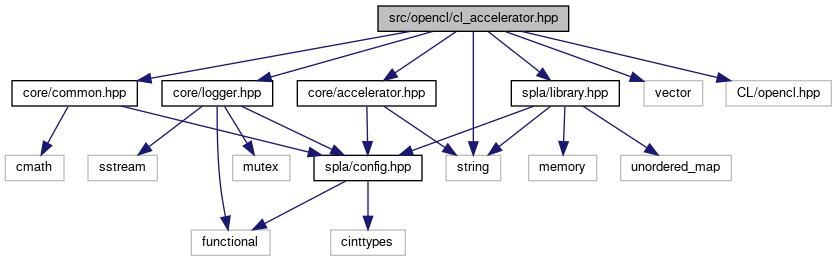 src/opencl/cl_accelerator.hpp
core/common.hpp
core/logger.hpp
core/accelerator.hpp
spla/library.hpp
vector
CL/opencl.hpp
cmath
sstream
mutex
spla/config.hpp
string
memory
unordered_map
functional
cinttypes